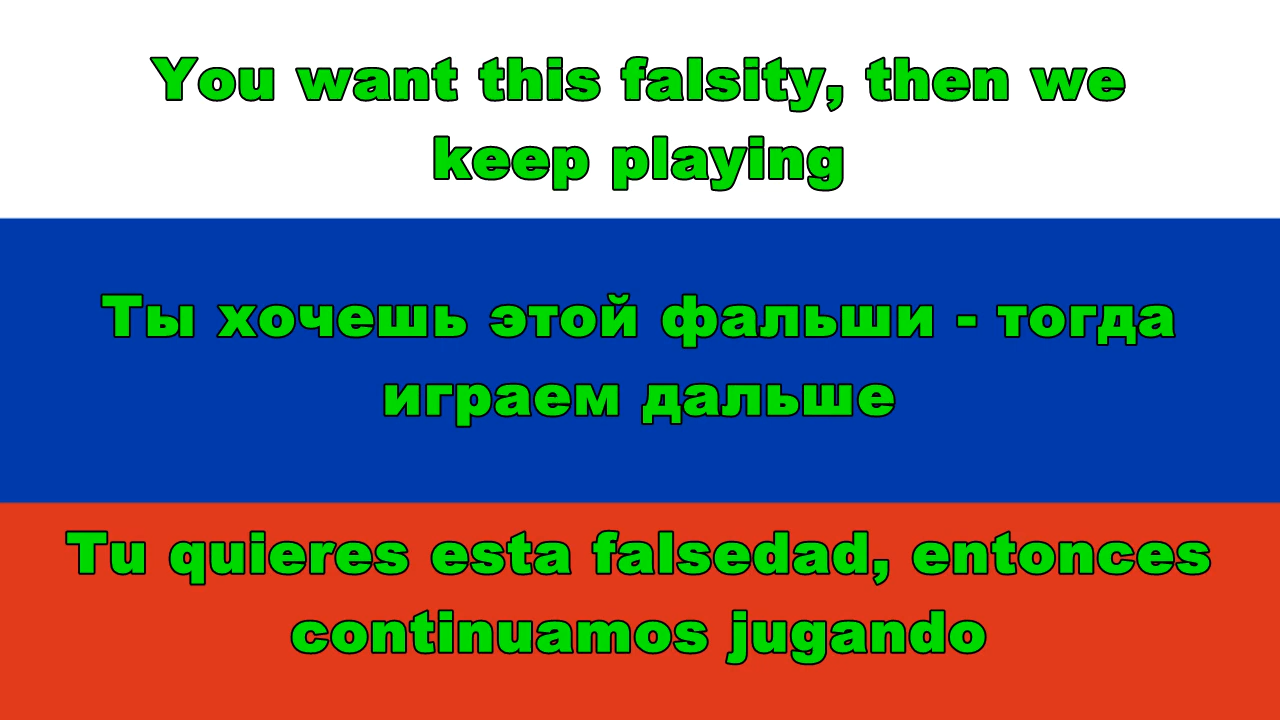 You want this falsity, then we
keep playing
Ты хочешь этой фальши - тогда
играем дальше
Tu quieres esta falsedad, entonces
continuamos jugando